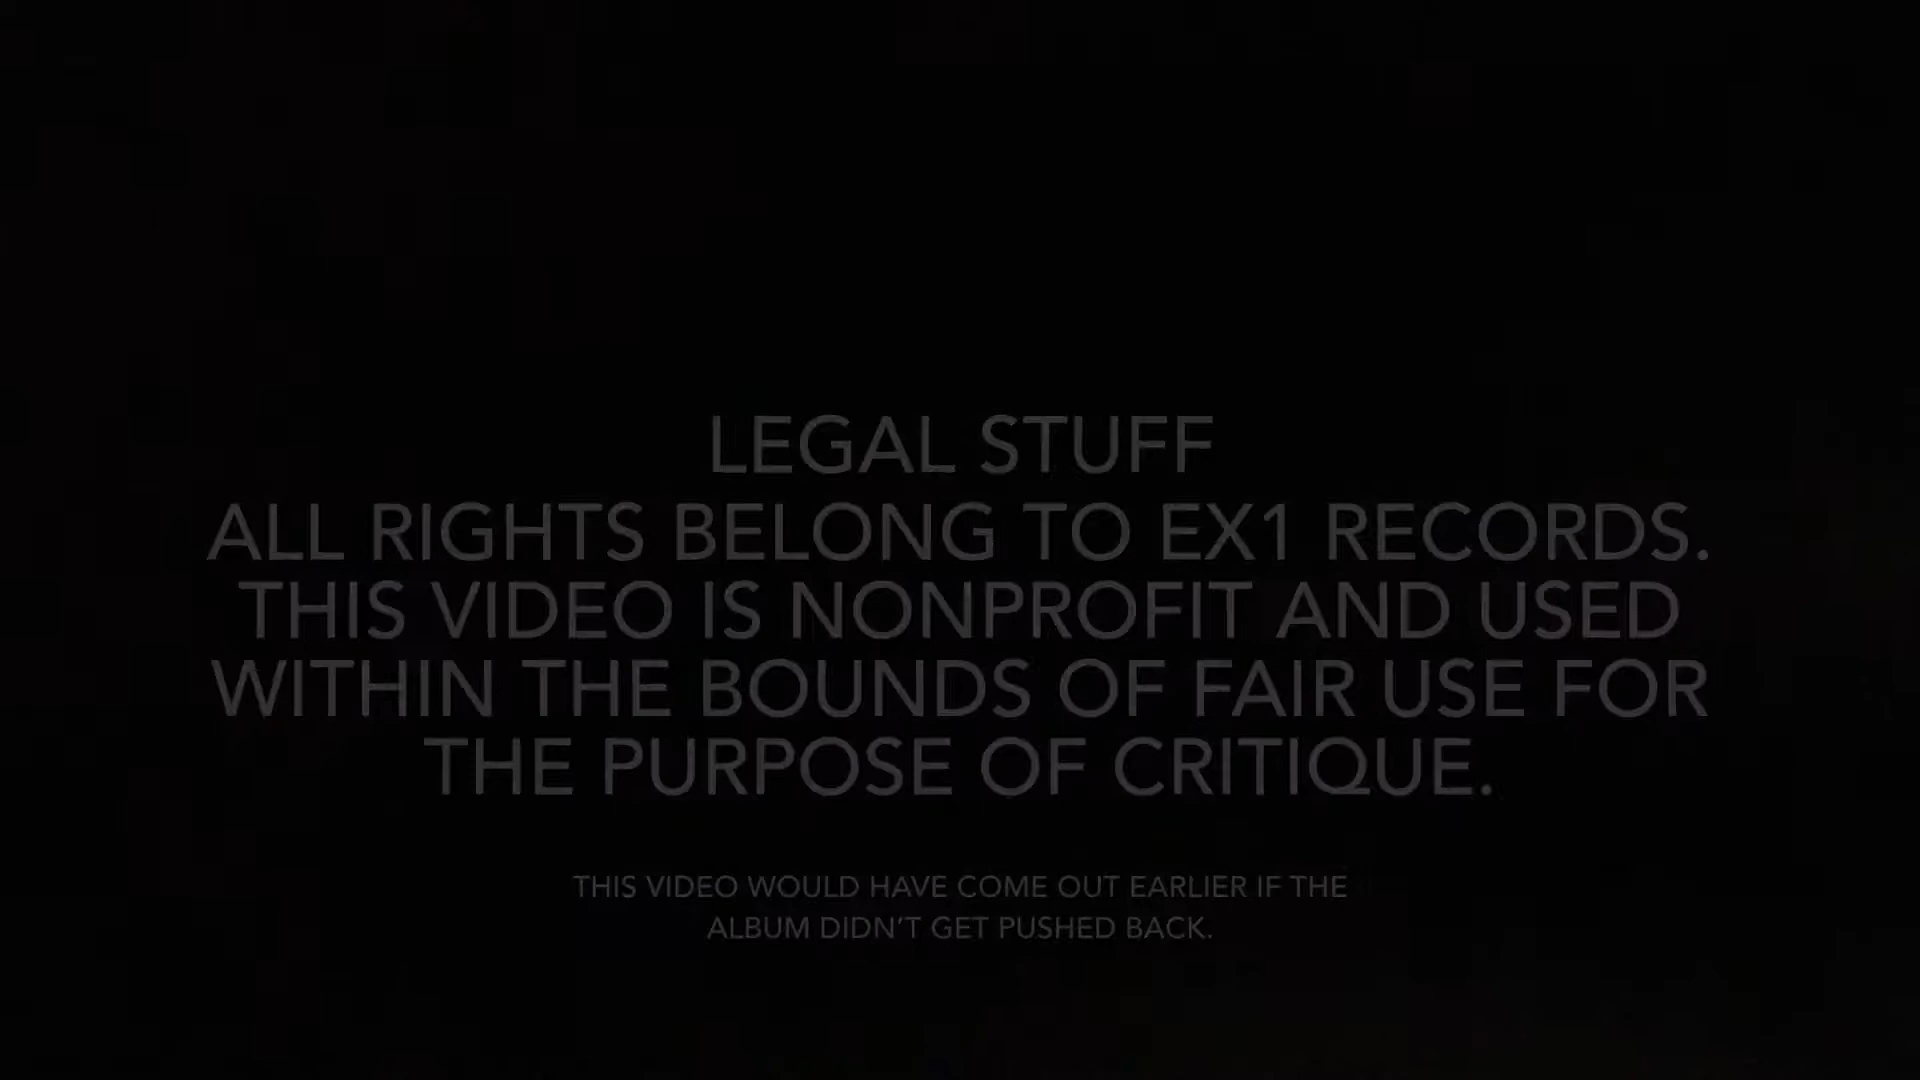 LEGAL STUFF
ALL RIGHTS BELONG TO EX1 RECORDS.
THIS VIDEO IS NONPROFIT AND USED
WITHIN THE BOUNDS OF FAIR USE FOR
THE PURPOSE OF CRITIQUE.
THIS VIDEO WOULD HAVE COME OUT EARLIER IF THE
ALBUM DIDN'T GET PUSHED BACK.